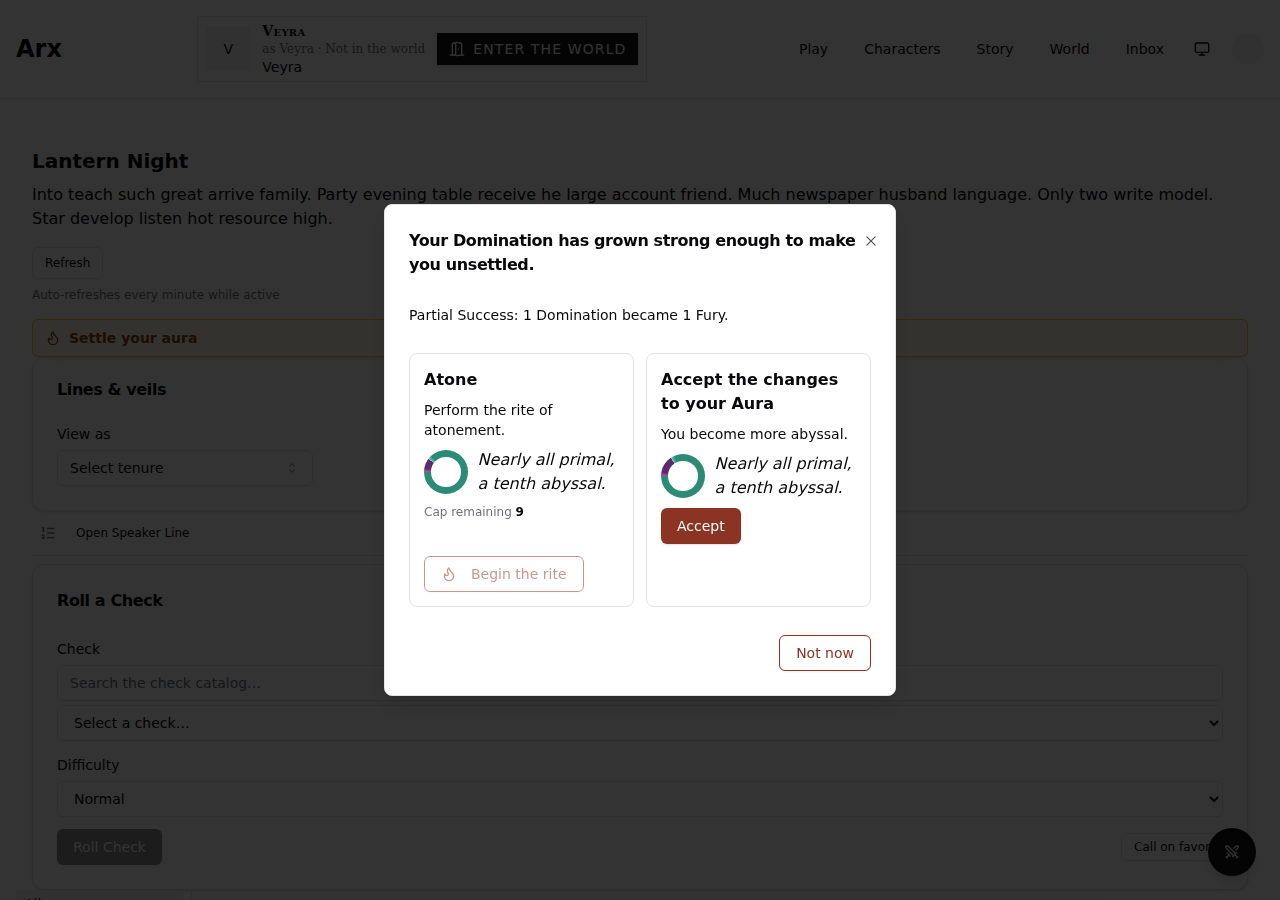 Arx
V
Veyra
as Veyra · Not in the world
Veyra
ENTER THE WORLD
Play
Characters
Story
World
Inbox
Lantern Night
Into teach such great arrive family. Party evening table receive he large account friend. Much newspaper husband language. Only two write model.
Star develop listen hot resource high.
Refresh
Auto-refreshes every minute while active
Settle your aura
Lines & veils
View as
Select tenure
Open Speaker Line
Roll a Check
Check
Search the check catalog...
Select a check...
Difficulty
Normal
Roll Check
Call on favor
Your Domination has grown strong enough to make
you unsettled.
Partial Success: 1 Domination became 1 Fury.
Atone
Perform the rite of
atonement.
Nearly all primal,
a tenth abyssal.
Cap remaining 9
Begin the rite
Accept the changes
to your Aura
You become more abyssal.
Nearly all primal,
a tenth abyssal.
Accept
Not now